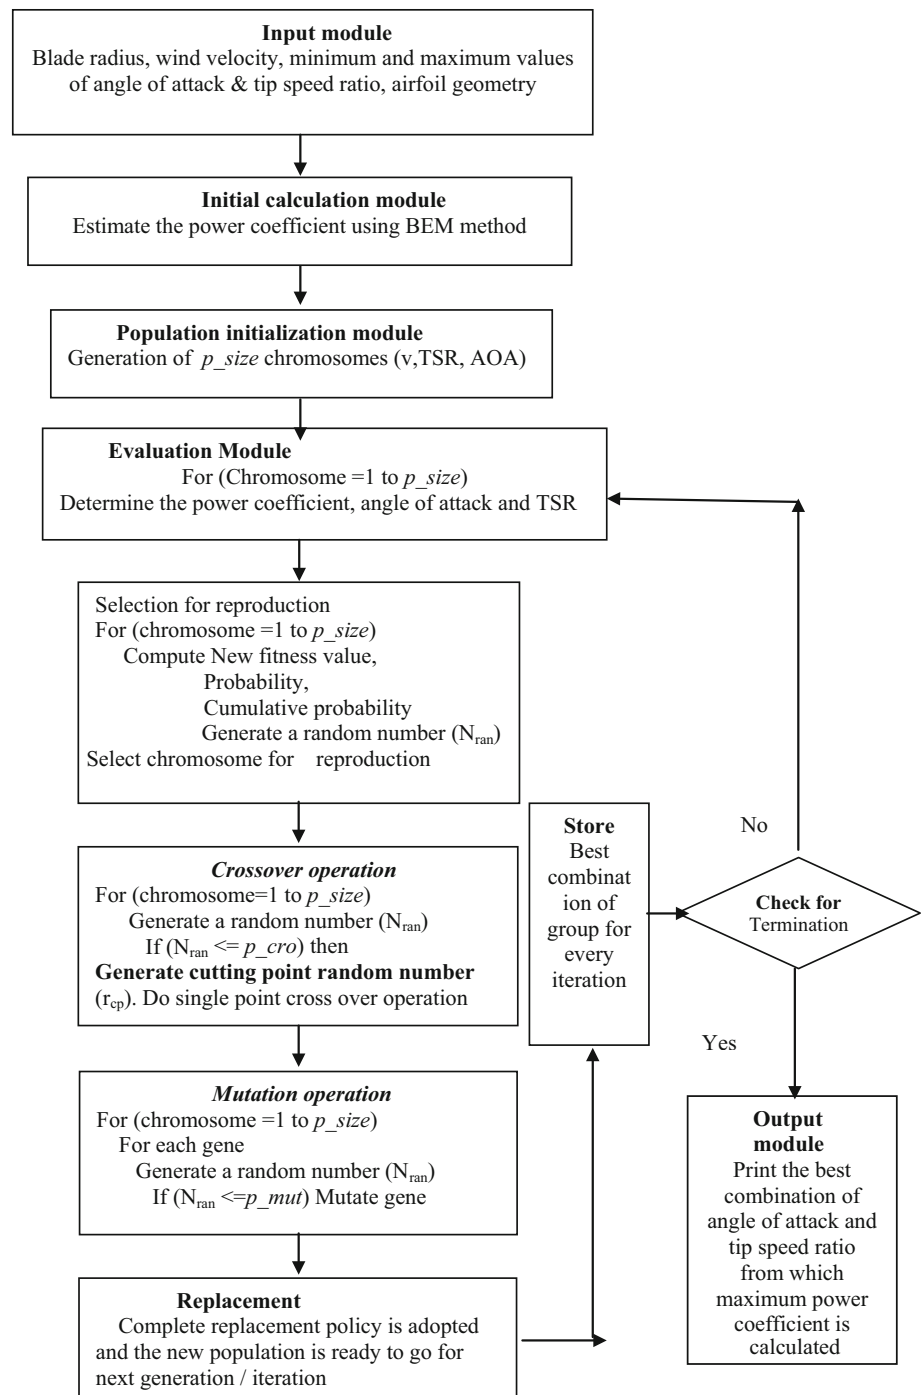 Input module
Blade radius, wind velocity, minimum and maximum values
of angle of attack & tip speed ratio, airfoil geometry
Initial calculation module
Estimate the power coefficient using BEM method
Population initialization module
Generation of p_size chromosomes (v,TSR, AOA)
Evaluation Module
For (Chromosome =1 to p_size)
Determine the power coefficient, angle of attack and TSR
Selection for reproduction
For (chromosome =1 to p_size)
Compute New fitness value,
Probability,
Cumulative probability
Generate a random number (Nran)
Select chromosome for reproduction
Crossover operation
For (chromosome=1 to p_size)
Generate a random number (Nran)
If (Nran <= p_cro) then
Generate cutting point random number
(rcp). Do single point cross over operation
Mutation operation
For (chromosome =1 to p_size)
For each gene
Generate a random number (Nran)
If (Nran <=p_mut) Mutate gene
Replacement
Complete replacement policy is adopted
and the new population is ready to go for
next generation / iteration
Store
Best
combinat
ion of
group for
every
iteration
No
Check for
Termination
Yes
Output
module
Print the best
combination of
angle of attack and
tip speed ratio
from which
maximum power
coefficient is
calculated